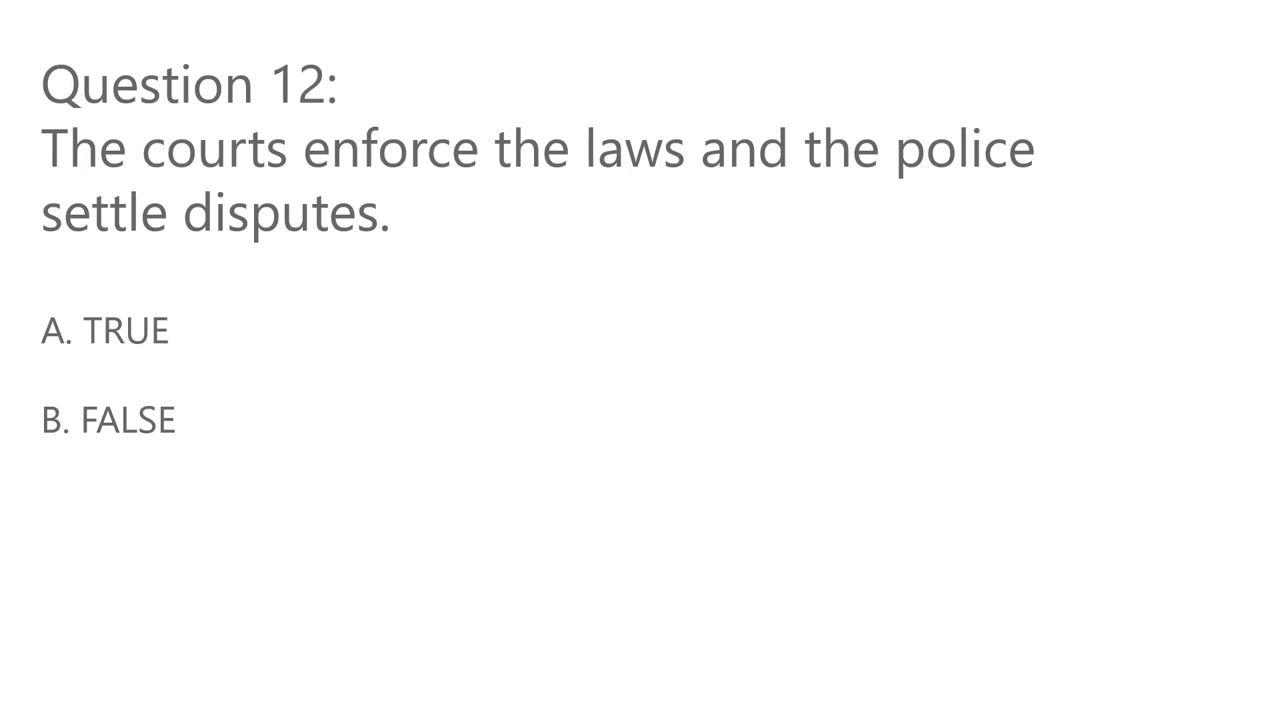 Question 12:
The courts enforce the laws and the police
settle disputes.
A. TRUE
B. FALSE